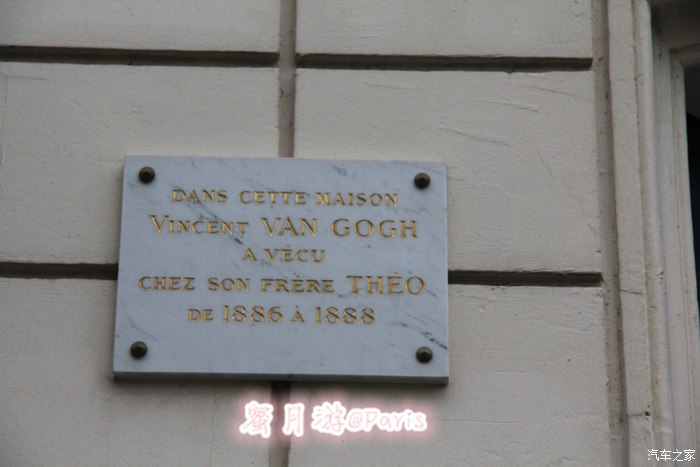 DANS CETTE MAISON
VINCENT VAN GOGH
A VÉCU
CHEZ SON FRÈRE THÉO
DE 1886 À 1888
蜜月游@Paris
汽车之家